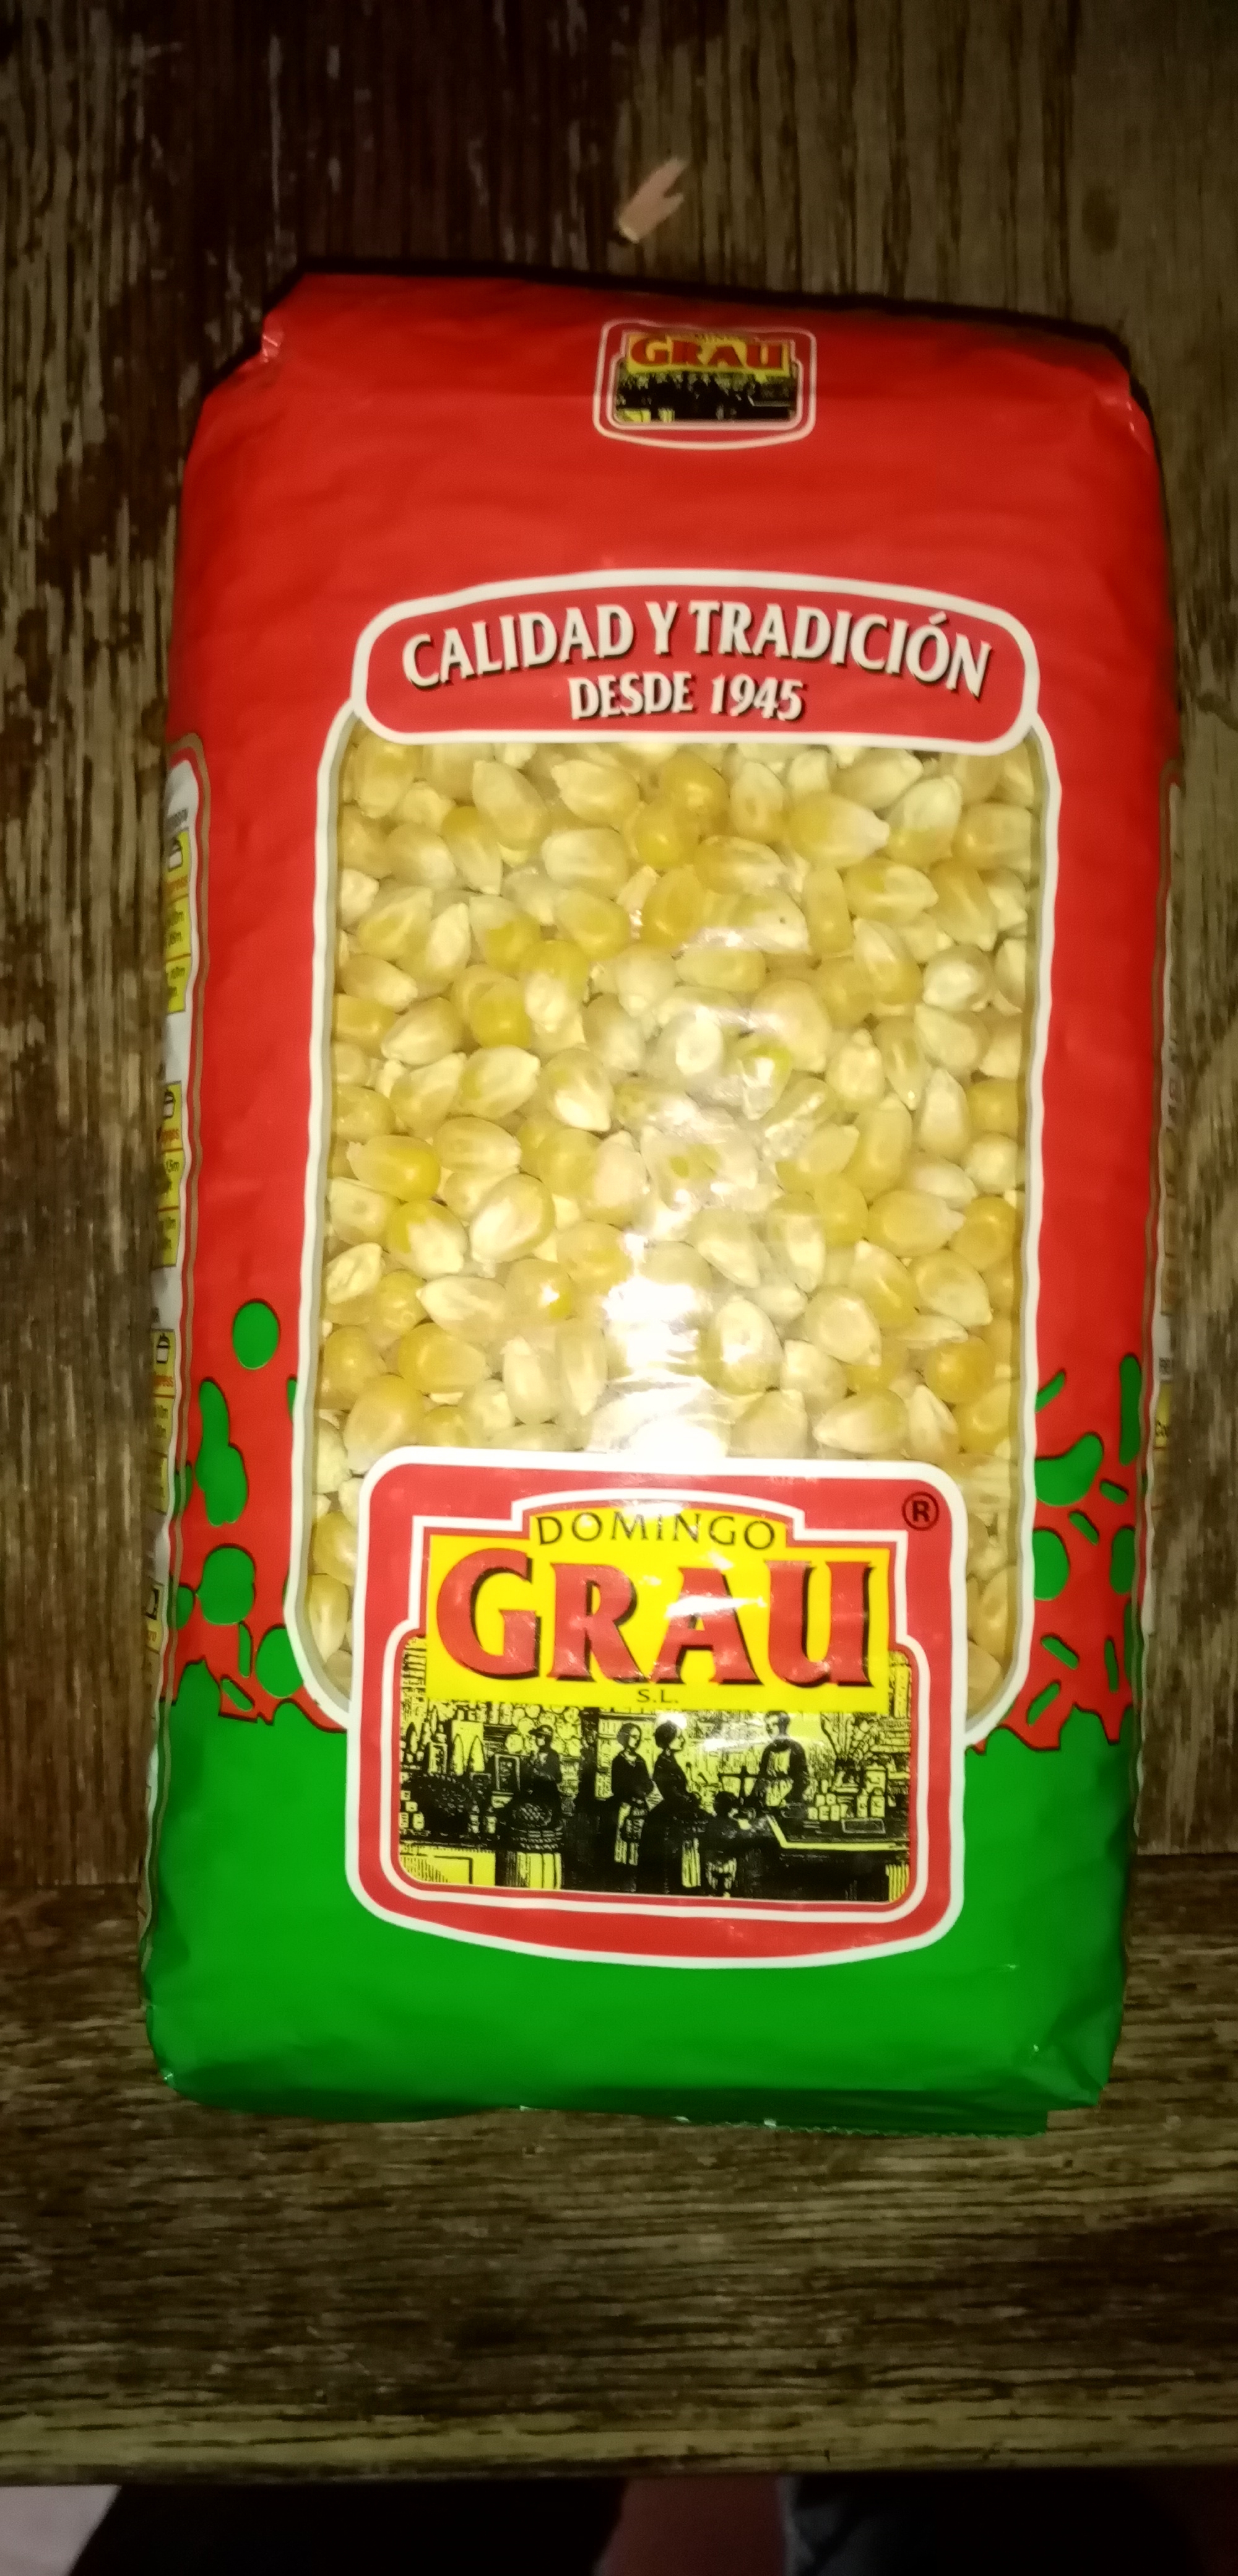 GRAU
CALIDAD Y TRADICIÓN
DESDE 1945
DOMINGO
®
GRAU
S.L.